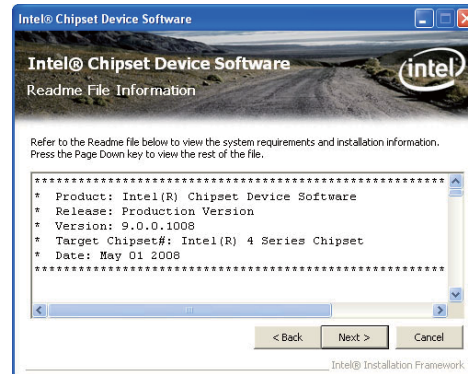 Intel® Chipset Device Software
Intel® Chipset Device Software
Readme File Information
intel
Refer to the Readme file below to view the system requirements and installation information.
Press the Page Down key to view the rest of the file.
************************************************************
* Product: Intel(R) Chipset Device Software
* Release: Production Version
* Version: 9.0.0.1008
* Target Chipset#: Intel(R) 4 Series Chipset
* Date: May 01 2008
************************************************************
< Back
Next >
Cancel
Intel® Installation Framework